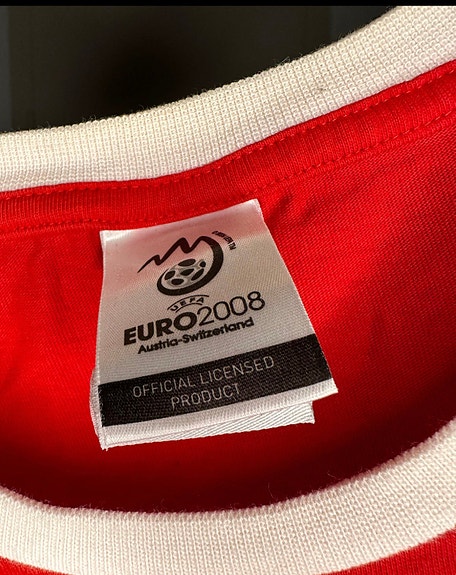 UEFA
EURO2008
Austria-Switzerland
OFFICIAL LICENSED
PRODUCT